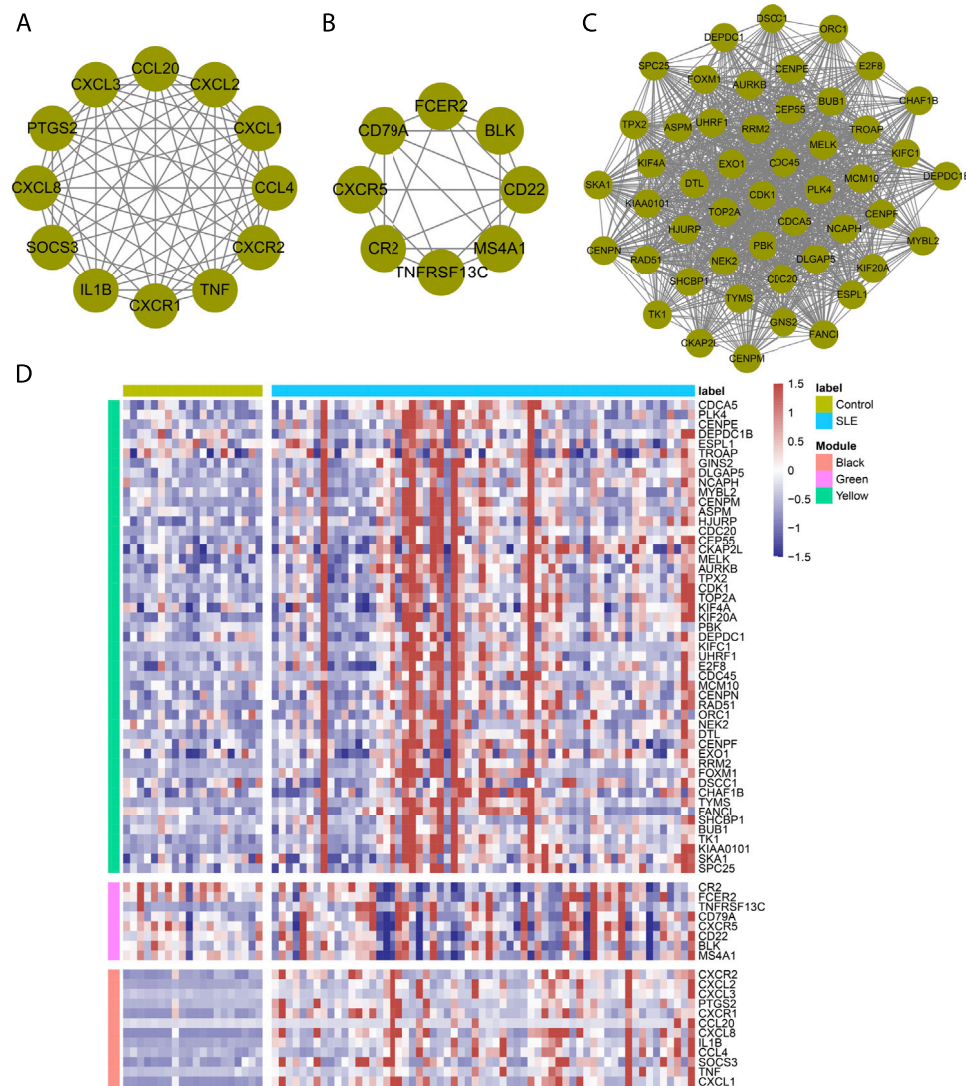 A
B
C
CCL20
CXCL3
CXCL2
PTGS2
CXCL1
CXCL8
CCL4
SOCS3
CXCR2
IL1B
TNF
CXCR1
FCER2
CD79A
BLK
CXCR5
CD22
CR2
MS4A1
TNFRSF13C
DSCC1
ORC1
DEPDC1
SPC25
CENPE
E2F8
FOXM1
AURKB
CHAF1B
CEP55
BUB1
TPX2
ASPM
UHRF1
RRM2
TROAP
MELK
KIFC1
KIF4A
EXO1
CDC45
DEPDC1B
SKA1
DTL
MCM10
PLK4
KIAA0101
CDK1
TOP2A
CENPF
CDCA5
HJURP
NCAPH
MYBL2
CENPN
RAD51
PBK
NEK2
DLGAP5
KIF20A
SHCBP1
CDC20
TYMS
ESPL1
TK1
GNS2
FANCI
CKAP2L
CENPM
D
label
CDCA5
PLK4
CENPE
DEPDC1B
ESPL1
TROAP
GINS2
DLGAP5
NCAPH
MYBL2
CENPM
ASPM
HJURP
CDC20
CEP55
CKAP2L
MELK
AURKB
TPX2
CDK1
TOP2A
KIF4A
KIF20A
PBK
DEPDC1
KIFC1
UHRF1
E2F8
CDC45
MCM10
CENPN
RAD51
ORC1
NEK2
DTL
CENPF
EXO1
RRM2
FOXM1
DSCC1
CHAF1B
TYMS
FANCI
SHCBP1
BUB1
TK1
KIAA0101
SKA1
SPC25
CR2
FCER2
TNFRSF13C
CD79A
CXCR5
CD22
BLK
MS4A1
CXCR2
CXCL2
CXCL3
PTGS2
CXCR1
CCL20
CXCL8
IL1B
CCL4
SOCS3
TNF
CXCL1
1.5
1
0.5
0
−0.5
−1
−1.5
label
Control
SLE
Module
Black
Green
Yellow